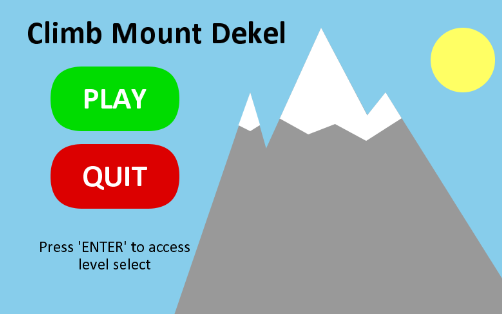 Climb Mount Dekel
PLAY
QUIT
Press 'ENTER' to access
level select